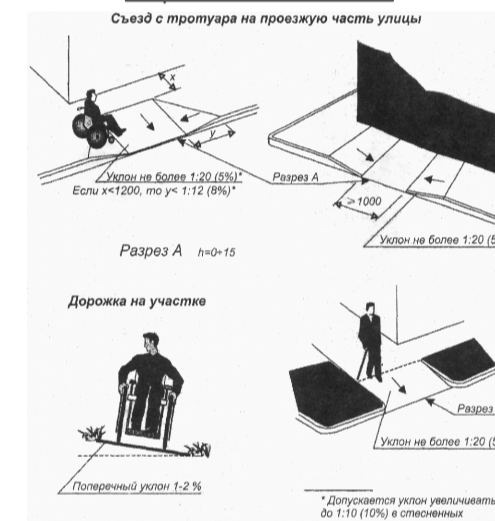 Съезд с тротуара на проезжую часть улицы
x
y
Уклон не более 1:20 (5%)*
Если x<1200, то y< 1:12 (8%)*
Разрез А
>1000
Уклон не более 1:20 (5
Разрез А h=0÷15
Дорожка на участке
Разрез
Уклон не более 1:20 (5
Поперечный уклон 1-2 %
* Допускается уклон увеличивать
до 1:10 (10%) в стесненных